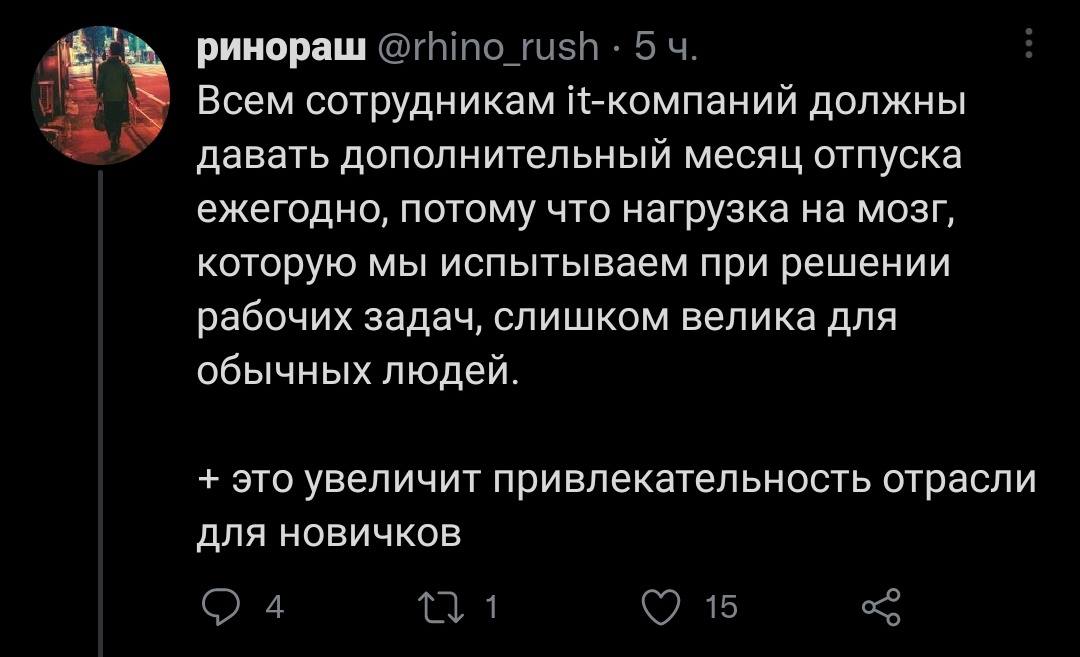 ринораш @rhino_rush · 5 ч.
Всем сотрудникам it-компаний должны
давать дополнительный месяц отпуска
ежегодно, потому что нагрузка на мозг,
которую мы испытываем при решении
рабочих задач, слишком велика для
обычных людей.
+ это увеличит привлекательность отрасли
для новичков
4 1 15